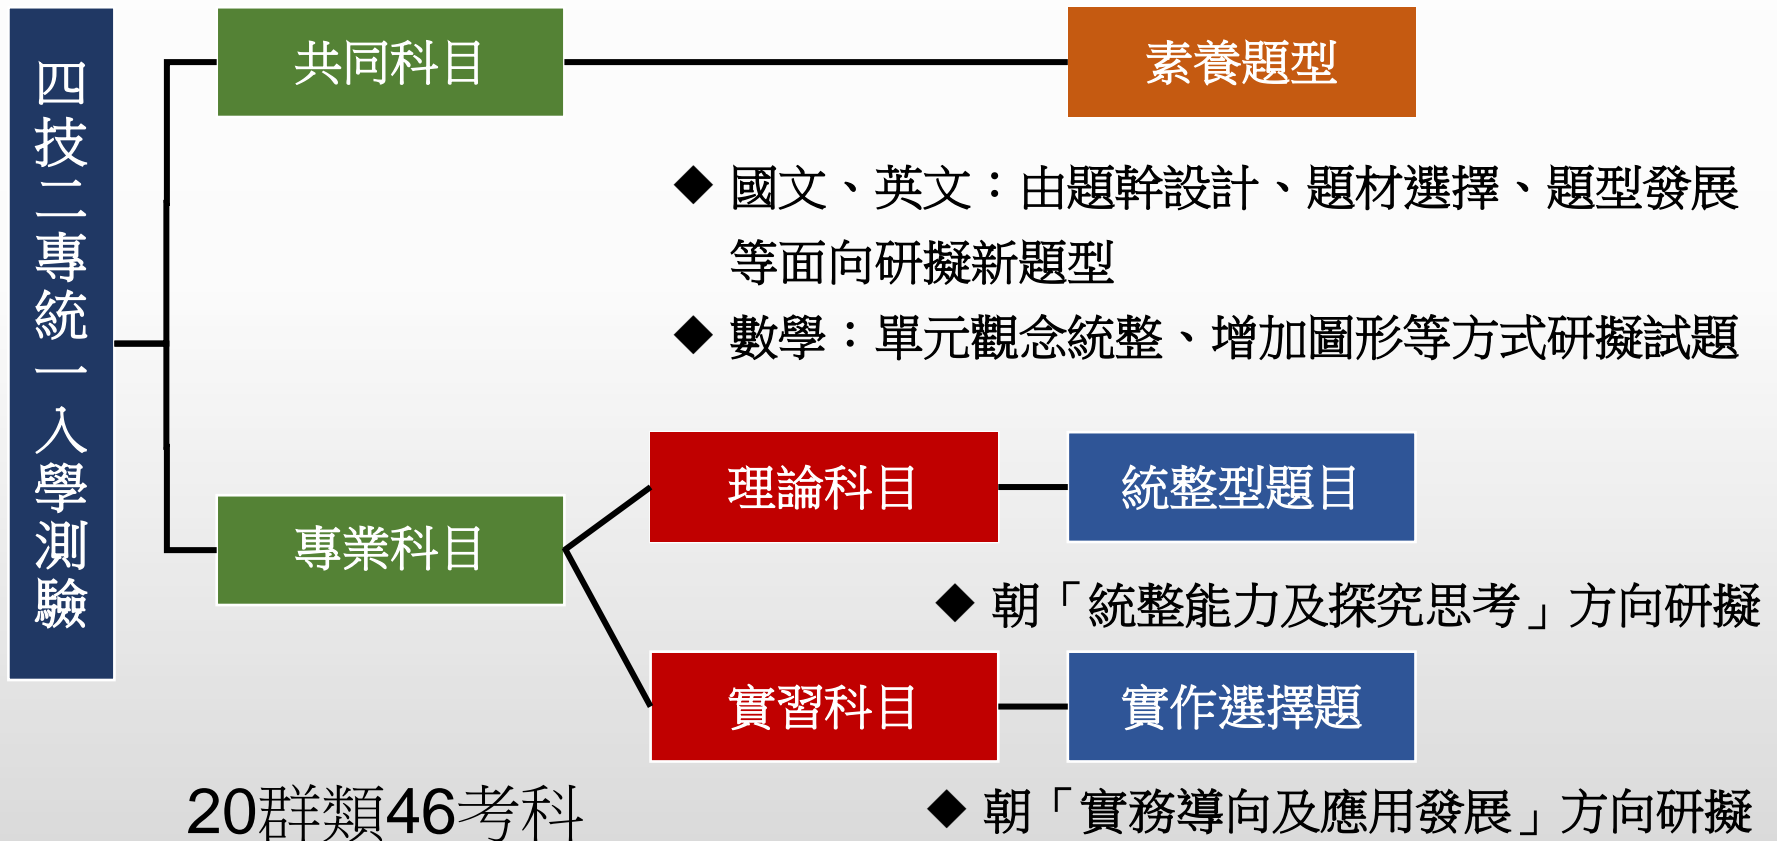 四技二專統一入學測驗
共同科目
素養題型
◆ 國文、英文：由題幹設計、題材選擇、題型發展
等面向研擬新題型
◆ 數學：單元觀念統整、增加圖形等方式研擬試題
專業科目
理論科目
統整型題目
◆ 朝「統整能力及探究思考」方向研擬
實習科目
實作選擇題
◆ 朝「實務導向及應用發展」方向研擬
20群類46考科